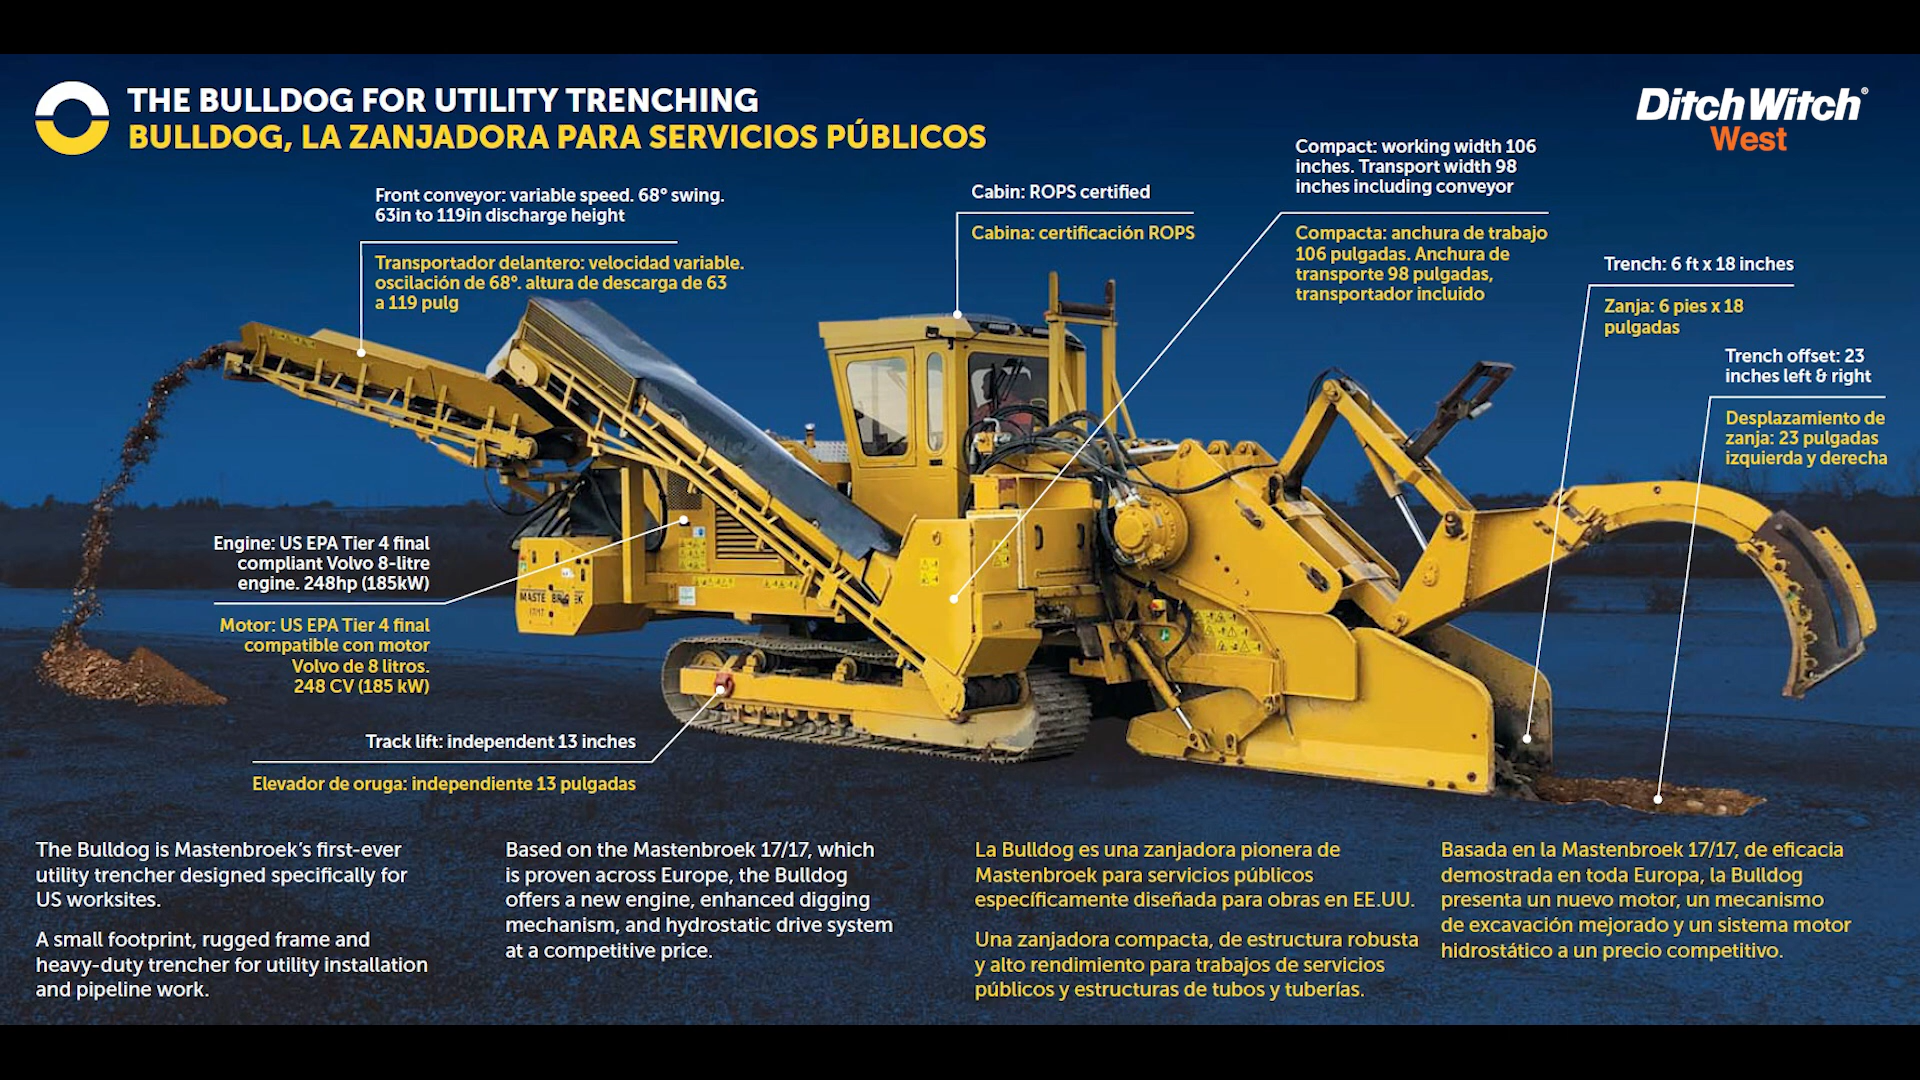 THE BULLDOG FOR UTILITY TRENCHING
BULLDOG, LA ZANJADORA PARA SERVICIOS PÚBLICOS
DitchWitch®
West
Front conveyor: variable speed. 68° swing.
63in to 119in discharge height
Transportador delantero: velocidad variable.
oscilación de 68°. altura de descarga de 63
a 119 pulg
Cabin: ROPS certified
Cabina: certificación ROPS
Compact: working width 106
inches. Transport width 98
inches including conveyor
Compacta: anchura de trabajo
106 pulgadas. Anchura de
transporte 98 pulgadas,
transportador incluido
Trench: 6 ft x 18 inches
Zanja: 6 pies x 18
pulgadas
Trench offset: 23
inches left & right
Desplazamiento de
zanja: 23 pulgadas
izquierda y derecha
Engine: US EPA Tier 4 final
compliant Volvo 8-litre
engine. 248hp (185kW)
Motor: US EPA Tier 4 final
compatible con motor
Volvo de 8 litros.
248 CV (185 kW)
17/17
Track lift: independent 13 inches
Elevador de oruga: independiente 13 pulgadas
The Bulldog is Mastenbroek's first-ever
utility trencher designed specifically for
US worksites.
A small footprint, rugged frame and
heavy-duty trencher for utility installation
and pipeline work.
Based on the Mastenbroek 17/17, which
is proven across Europe, the Bulldog
offers a new engine, enhanced digging
mechanism, and hydrostatic drive system
at a competitive price.
La Bulldog es una zanjadora pionera de
Mastenbroek para servicios públicos
específicamente diseñada para obras en EE.UU.
Una zanjadora compacta, de estructura robusta
y alto rendimiento para trabajos de servicios
públicos y estructuras de tubos y tuberías.
Basada en la Mastenbroek 17/17, de eficacia
demostrada en toda Europa, la Bulldog
presenta un nuevo motor, un mecanismo
de excavación mejorado y un sistema motor
hidrostático a un precio competitivo.